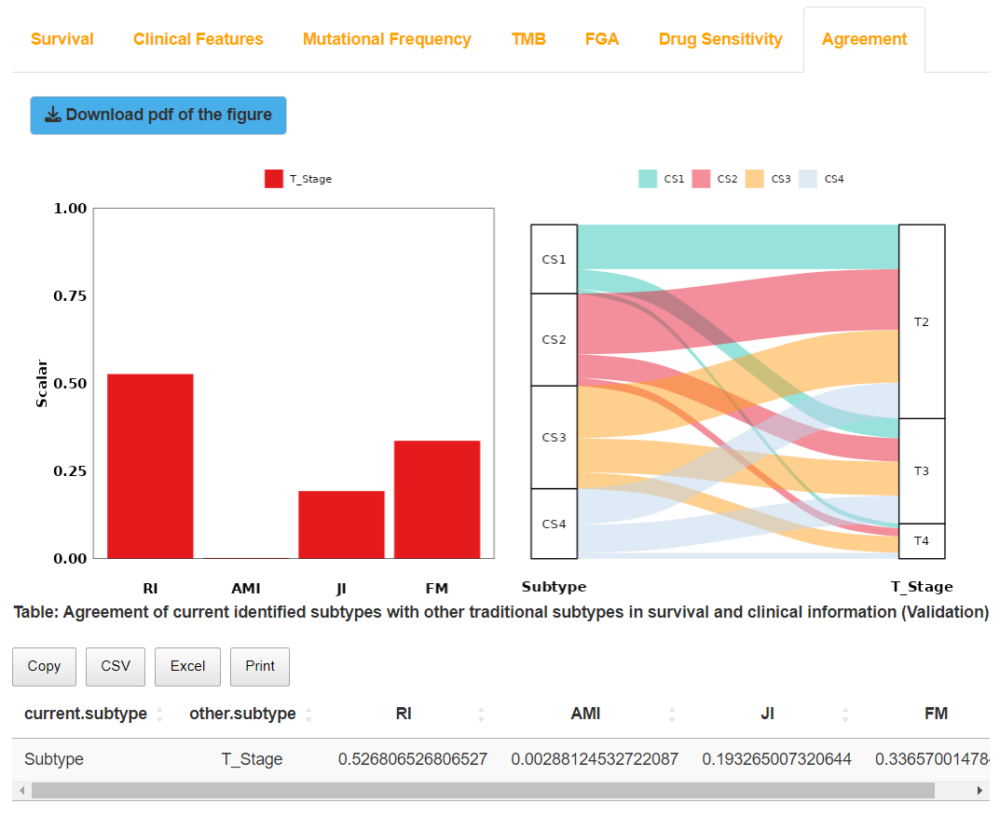 Survival Clinical Features Mutational Frequency TMB FGA Drug Sensitivity Agreement
Download pdf of the figure
T_Stage
CS1 CS2 CS3 CS4
1.00
0.75
0.50
0.25
0.00
Scalar
RI AMI JI FM
CS1
CS2
CS3
CS4
T2
T3
T4
Subtype T_Stage
Table: Agreement of current identified subtypes with other traditional subtypes in survival and clinical information (Validation)
Copy CSV Excel Print
current.subtype other.subtype RI AMI JI FM
Subtype T_Stage 0.526806526806527 0.00288124532722087 0.193265007320644 0.336570014784